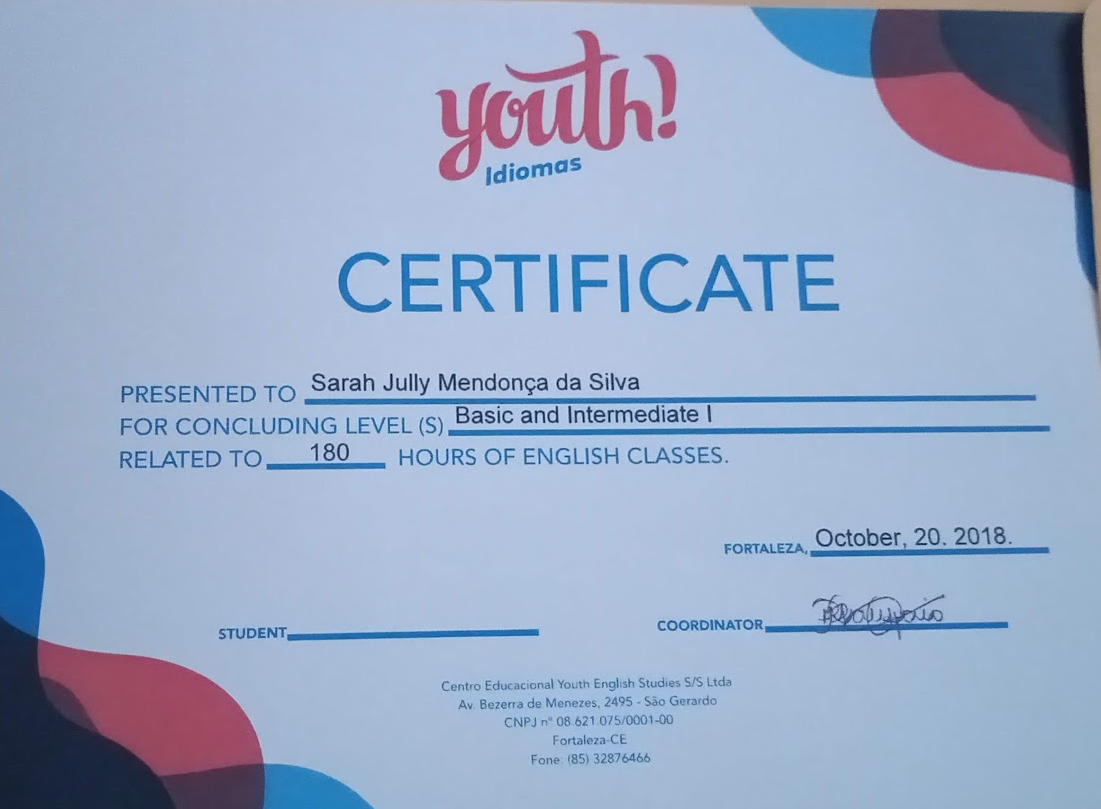 youth!
Idiomas
CERTIFICATE
PRESENTED TO Sarah Jully Mendonça da Silva
FOR CONCLUDING LEVEL (S) Basic and Intermediate I
RELATED TO 180 HOURS OF ENGLISH CLASSES.
FORTALEZA, October, 20. 2018.
STUDENT
COORDINATOR
Centro Educacional Youth English Studies S/S Ltda
Av. Bezerra de Menezes, 2495 - São Gerardo
CNPJ nº 08.621.075/0001-00
Fortaleza-CE
Fone: (85) 32876466